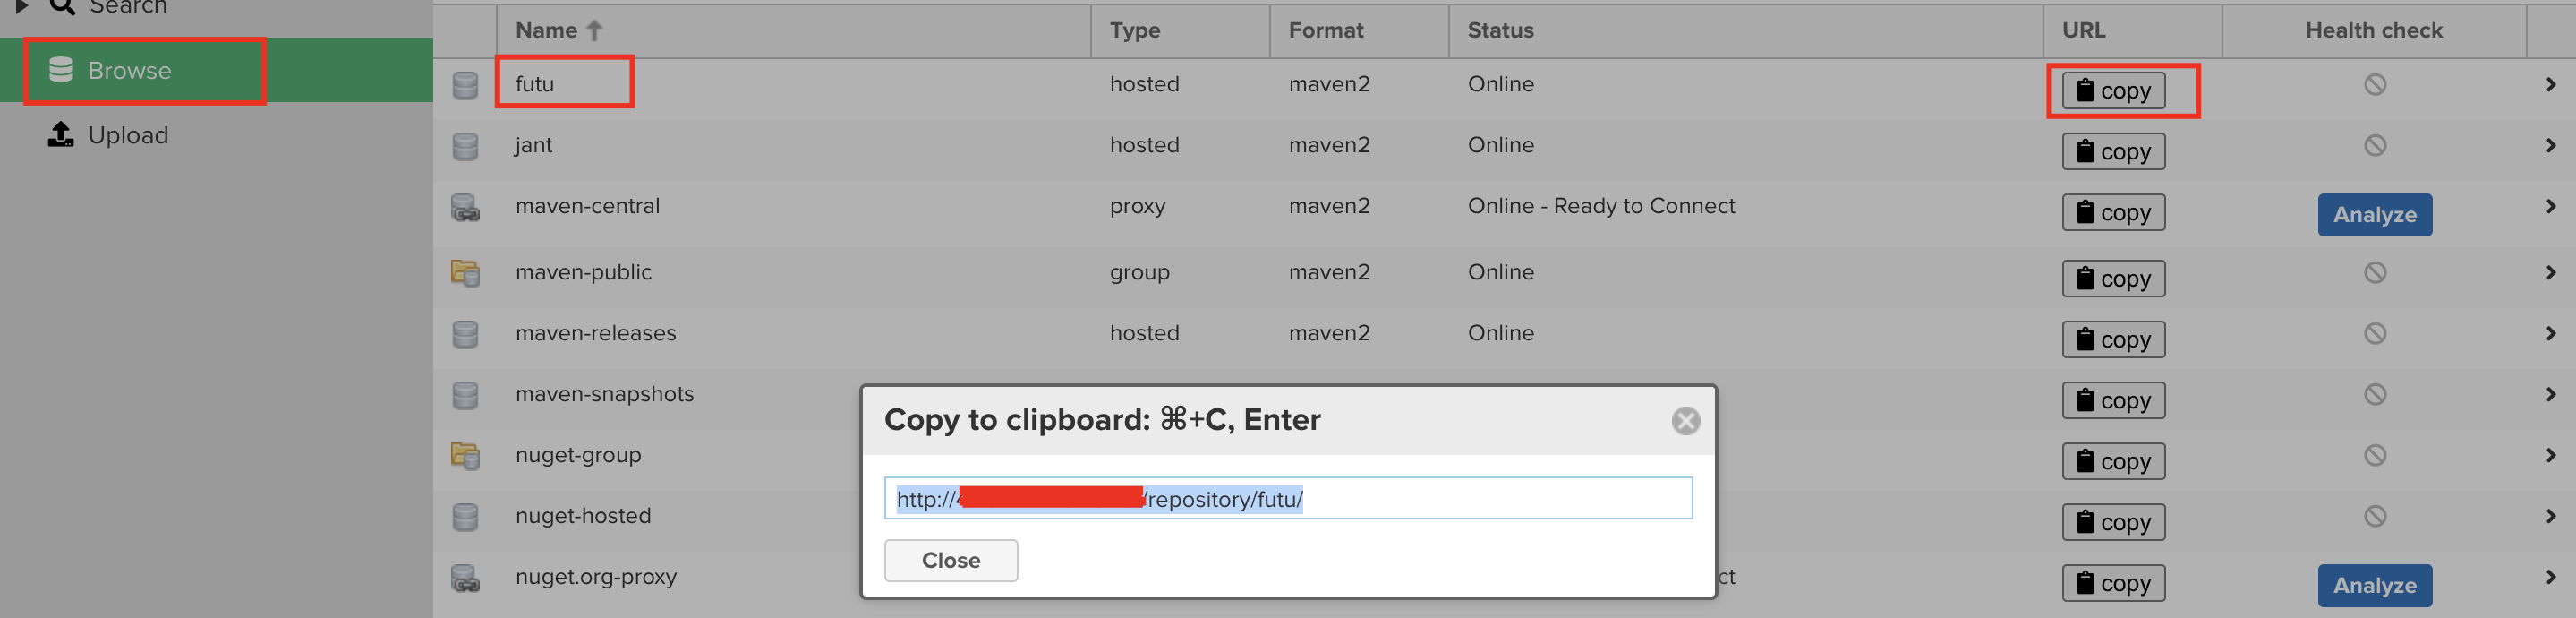 Search
Browse
Upload
Name Type Format Status URL Health check
futu hosted maven2 Online copy
jant hosted maven2 Online copy
maven-central proxy maven2 Online - Ready to Connect copy Analyze
maven-public group maven2 Online copy
maven-releases hosted maven2 Online copy
maven-snapshots copy
nuget-group copy
nuget-hosted copy
nuget.org-proxy ct copy Analyze
Copy to clipboard: ⌘+C, Enter
http:// /repository/futu/
Close